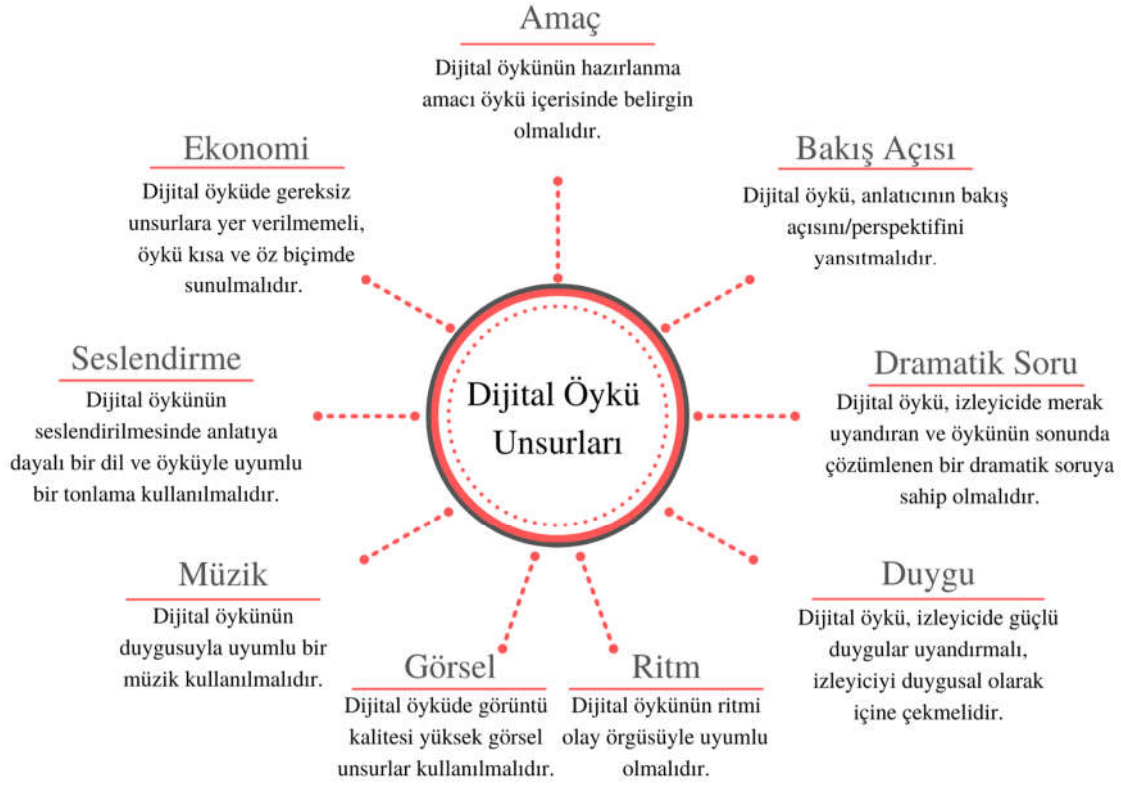 Amaç
Dijital öykünün hazırlanma
amacı öykü içerisinde belirgin
olmalıdır.
Bakış Açısı
Dijital öykü, anlatıcının bakış
açısını/perspektifini
yansıtmalıdır.
Dramatik Soru
Dijital öykü, izleyicide merak
uyandıran ve öykünün sonunda
çözümlenen bir dramatik soruya
sahip olmalıdır.
Duygu
Dijital öykü, izleyicide güçlü
duygular uyandırmalı,
izleyiciyi duygusal olarak
içine çekmelidir.
Ritm
Dijital öykünün ritmi
olay örgüsüyle uyumlu
olmalıdır.
Görsel
Dijital öyküde görüntü
kalitesi yüksek görsel
unsurlar kullanılmalıdır.
Müzik
Dijital öykünün
duygusuyla uyumlu bir
müzik kullanılmalıdır.
Seslendirme
Dijital öykünün
seslendirilmesinde anlatıya
dayalı bir dil ve öyküyle uyumlu
bir tonlama kullanılmalıdır.
Ekonomi
Dijital öyküde gereksiz
unsurlara yer verilmemeli,
öykü kısa ve öz biçimde
sunulmalıdır.
Dijital Öykü
Unsurları